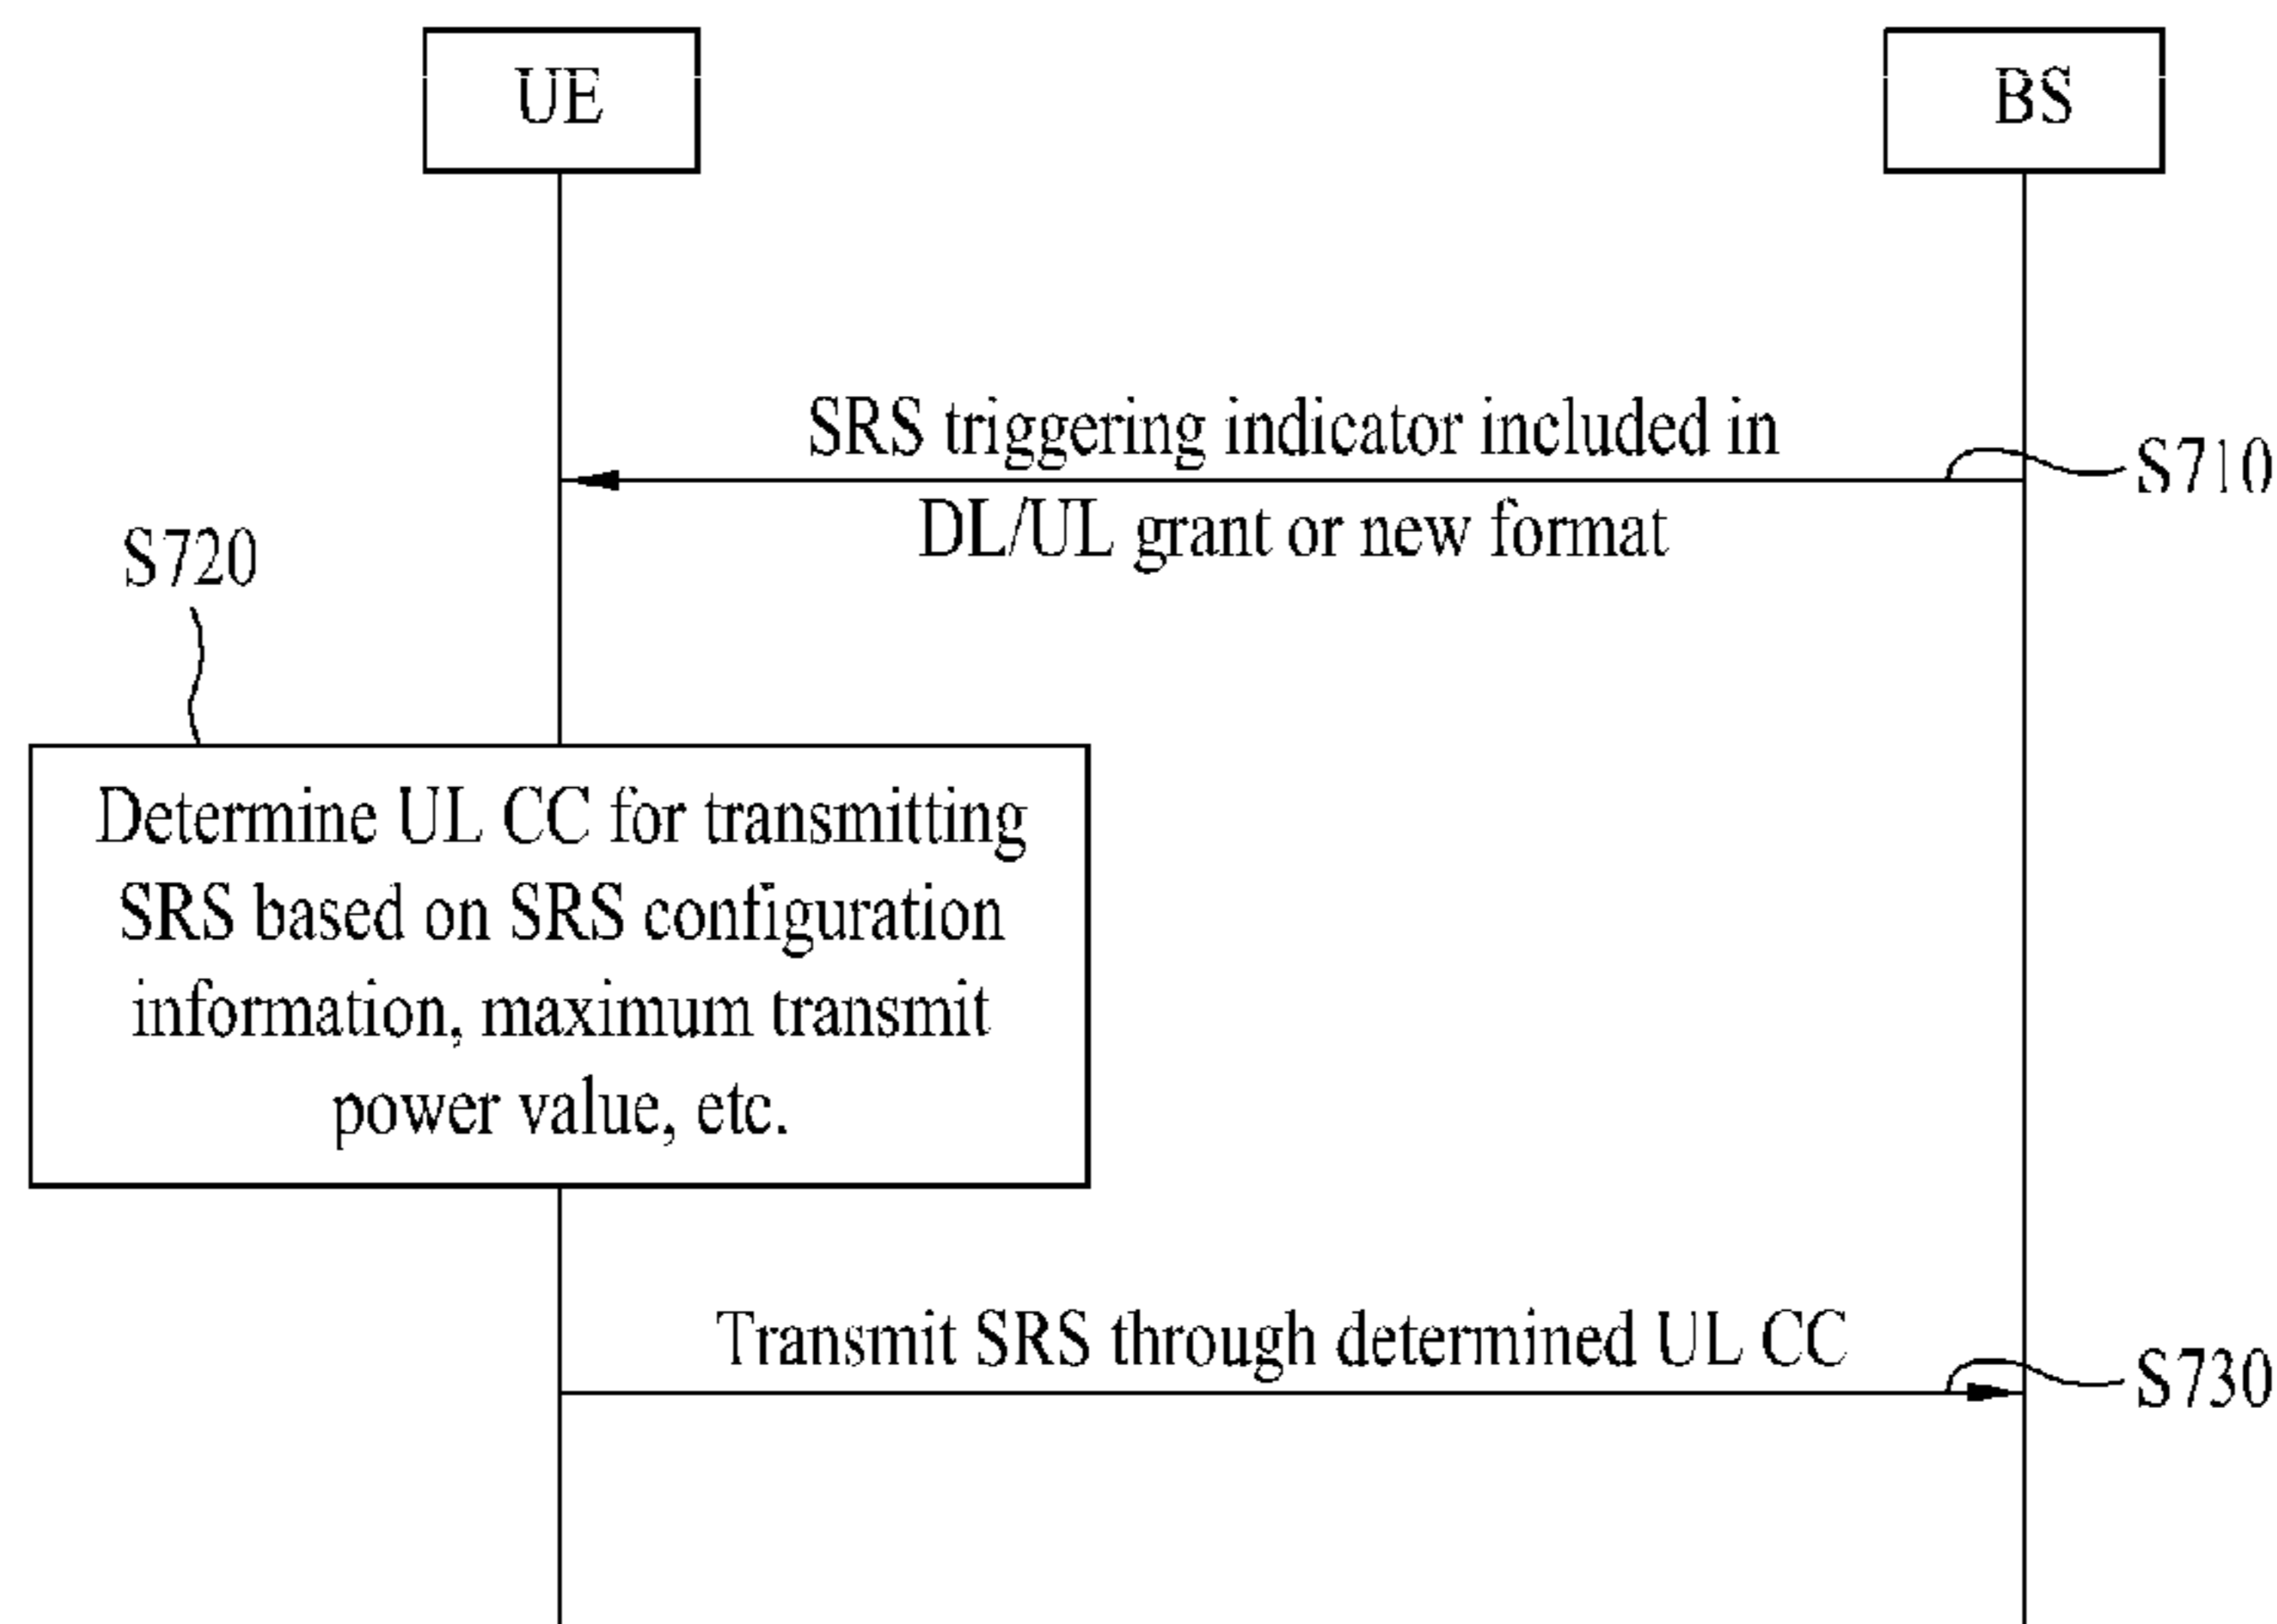 UE
BS
SRS triggering indicator included in
S710
DL/UL grant or new format
S720
Determine UL CC for transmitting
SRS based on SRS configuration
information, maximum transmit
power value, etc.
Transmit SRS through determined UL CC
S730